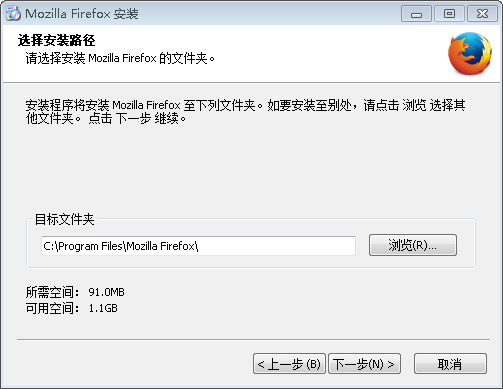 Mozilla Firefox 安装
选择安装路径
请选择安装 Mozilla Firefox 的文件夹。
安装程序将安装 Mozilla Firefox 至下列文件夹。如要安装至别处，请点击 浏览 选择其
他文件夹。 点击 下一步 继续。
目标文件夹
C:\Program Files\Mozilla Firefox\
浏览(R)...
所需空间： 91.0MB
可用空间： 1.1GB
< 上一步 (B)
下一步(N) >
取消